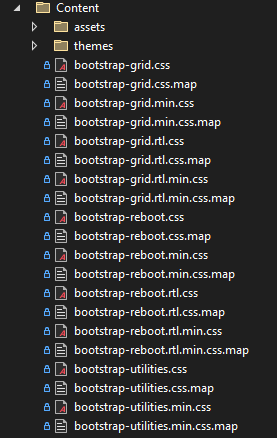 Content
assets
themes
bootstrap-grid.css
bootstrap-grid.css.map
bootstrap-grid.min.css
bootstrap-grid.min.css.map
bootstrap-grid.rtl.css
bootstrap-grid.rtl.css.map
bootstrap-grid.rtl.min.css
bootstrap-grid.rtl.min.css.map
bootstrap-reboot.css
bootstrap-reboot.css.map
bootstrap-reboot.min.css
bootstrap-reboot.min.css.map
bootstrap-reboot.rtl.css
bootstrap-reboot.rtl.css.map
bootstrap-reboot.rtl.min.css
bootstrap-reboot.rtl.min.css.map
bootstrap-utilities.css
bootstrap-utilities.css.map
bootstrap-utilities.min.css
bootstrap-utilities.min.css.map